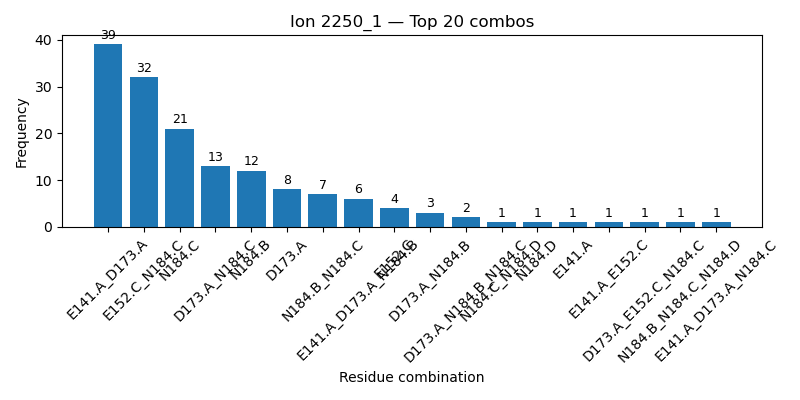 Ion 2250_1 — Top 20 combos
Frequency
40
30
20
10
0
39
32
21
13
12
8
7
6
4
3
2
1
1
1
1
1
1
1
E141.A_D173.A
E152.C_N184.C
N184.C
D173.A_N184.C
N184.B
D173.A
N184.B_N184.C
E141.A_D173.A_N184.B
E152.C
D173.A_N184.B
D173.A_N184.B_N184.C
N184.C_N184.D
N184.D
E141.A
E141.A_E152.C
D173.A_E152.C_N184.C
N184.B_N184.C_N184.D
E141.A_D173.A_N184.C
Residue combination